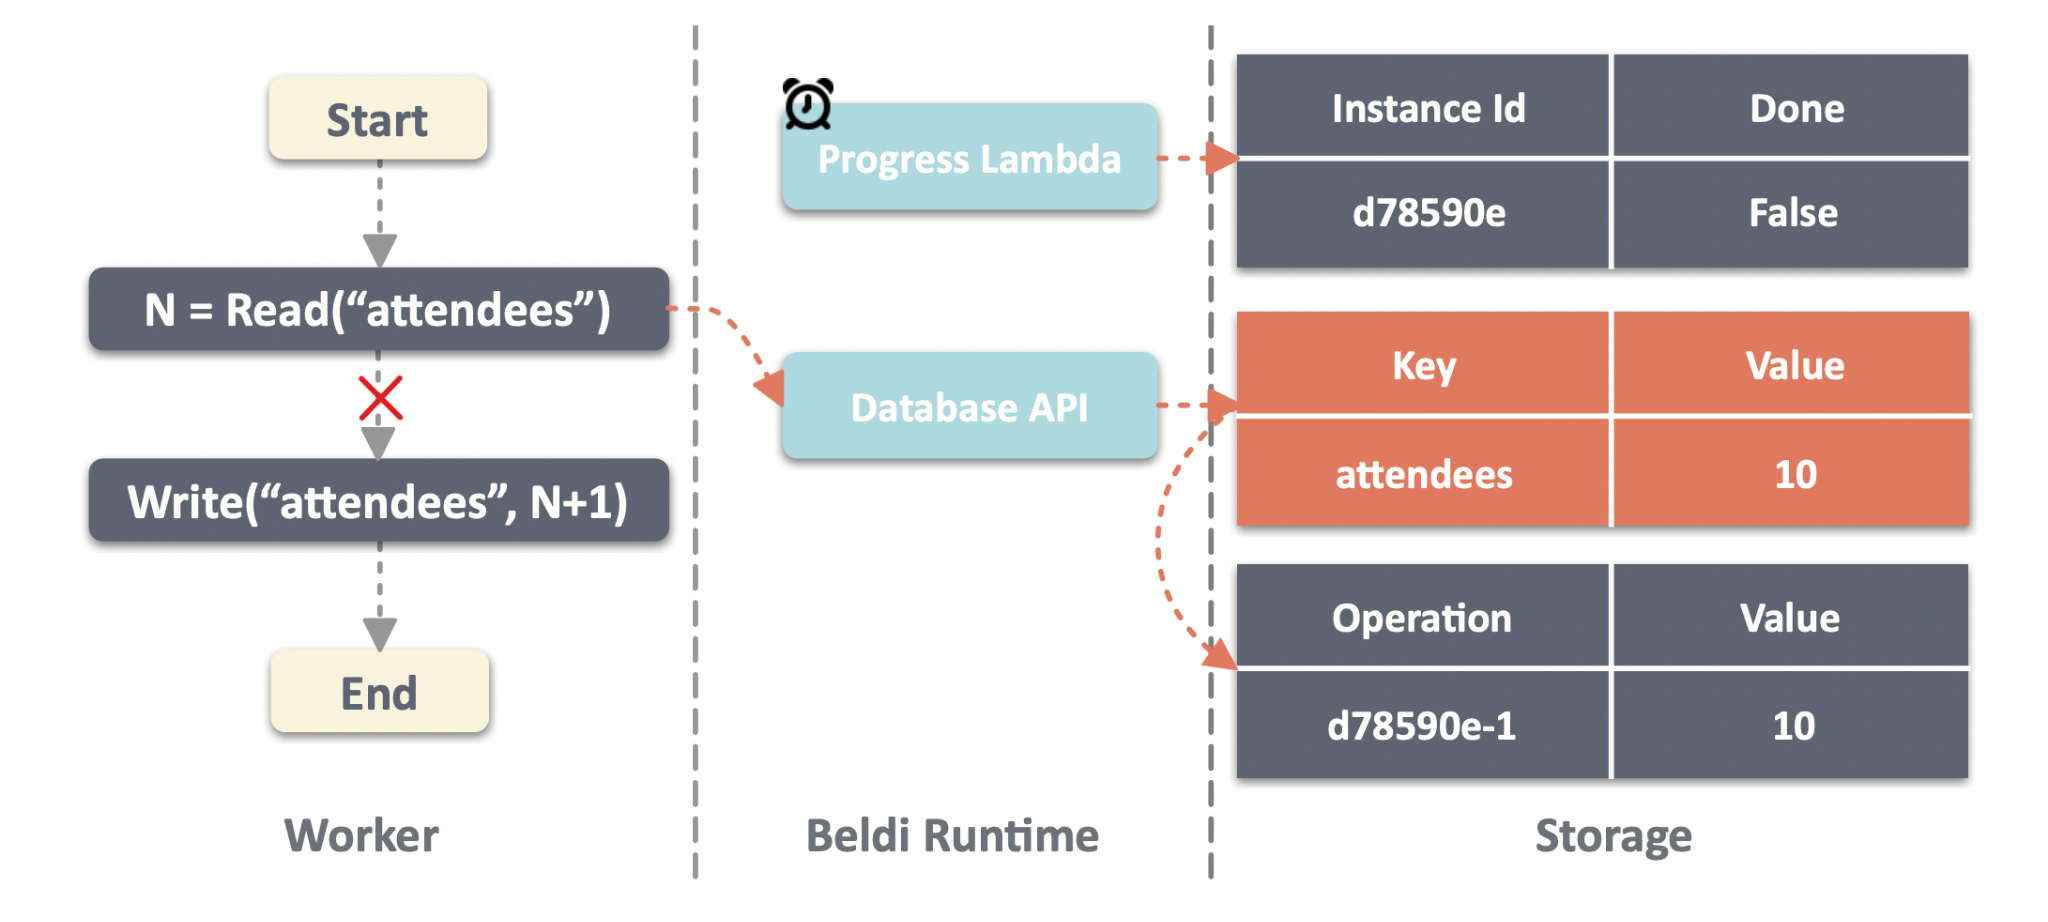 Start
N = Read(“attendees”)
Write(“attendees”, N+1)
End
Worker
Progress Lambda
Database API
Beldi Runtime
Instance Id Done
d78590e False
Key Value
attendees 10
Operation Value
d78590e-1 10
Storage